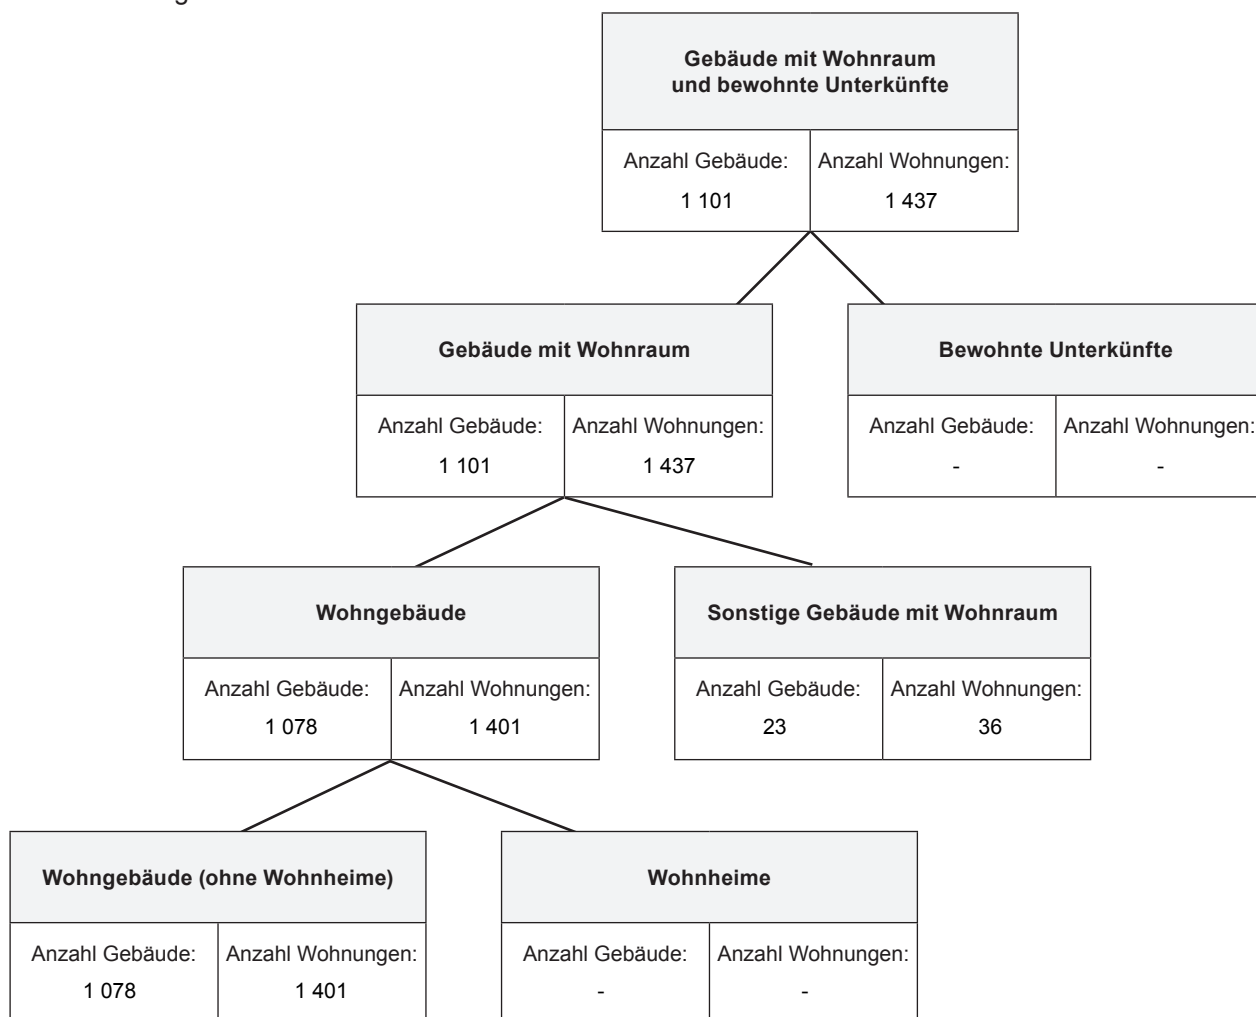 Gebäude mit Wohnraum
und bewohnte Unterkünfte
Anzahl Gebäude: Anzahl Wohnungen:
1 101 1 437
Gebäude mit Wohnraum
Anzahl Gebäude: Anzahl Wohnungen:
1 101 1 437
Bewohnte Unterkünfte
Anzahl Gebäude: Anzahl Wohnungen:
- -
Wohngebäude
Anzahl Gebäude: Anzahl Wohnungen:
1 078 1 401
Sonstige Gebäude mit Wohnraum
Anzahl Gebäude: Anzahl Wohnungen:
23 36
Wohngebäude (ohne Wohnheime)
Anzahl Gebäude: Anzahl Wohnungen:
1 078 1 401
Wohnheime
Anzahl Gebäude: Anzahl Wohnungen:
- -